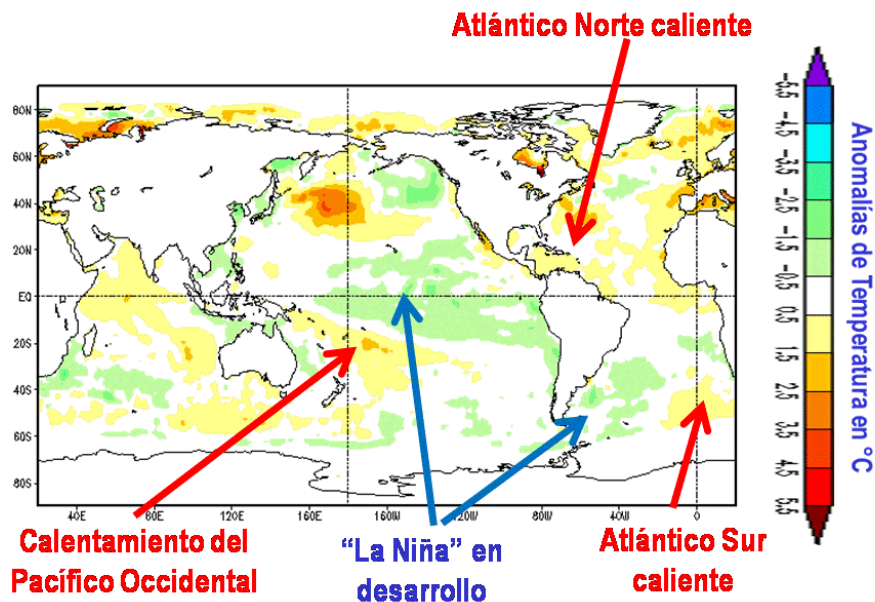 Atlántico Norte caliente
80N
60N
40N
20N
EQ
20S
40S
60S
80S
40E
80E
120E
160E
160W
120W
80W
40W
0
-5.5
-4.5
-3.5
-2.5
-1.5
-0.5
0.5
1.5
2.5
3.5
4.5
5.5
Anomalías de Temperatura en °C
Calentamiento del
Pacífico Occidental
“La Niña” en
desarrollo
Atlántico Sur
caliente